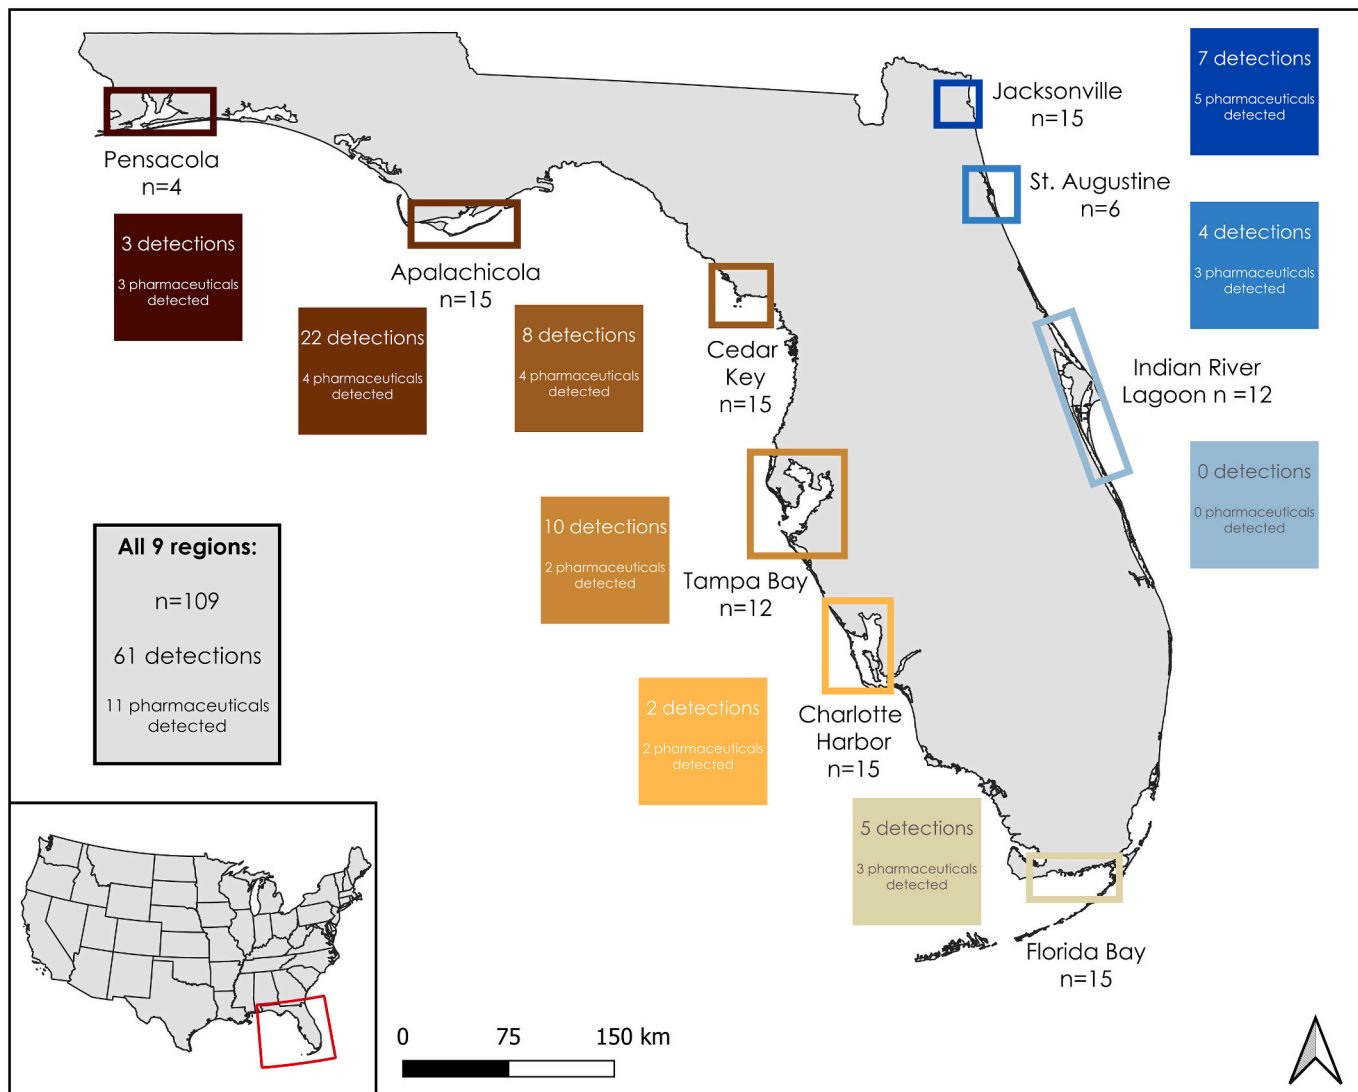 Pensacola
n=4
3 detections
3 pharmaceuticals
detected
Apalachicola
n=15
22 detections
4 pharmaceuticals
detected
8 detections
4 pharmaceuticals
detected
Cedar
Key
n=15
Jacksonville
n=15
7 detections
5 pharmaceuticals
detected
St. Augustine
n=6
4 detections
3 pharmaceuticals
detected
Indian River
Lagoon n =12
0 detections
0 pharmaceuticals
detected
10 detections
2 pharmaceuticals
detected
Tampa Bay
n=12
All 9 regions:
n=109
61 detections
11 pharmaceuticals
detected
2 detections
2 pharmaceuticals
detected
Charlotte
Harbor
n=15
5 detections
3 pharmaceuticals
detected
Florida Bay
n=15
0 75 150 km